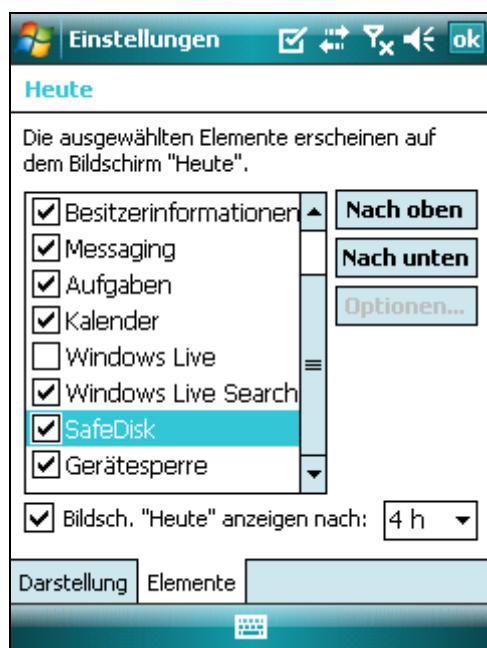 Einstellungen ok
Heute
Die ausgewählten Elemente erscheinen auf
dem Bildschirm "Heute".
Besitzerinformationen
Nach oben
Messaging
Nach unten
Aufgaben
Optionen...
Kalender
Windows Live
Windows Live Search
SafeDisk
Gerätesperre
Bildsch. "Heute" anzeigen nach: 4 h
Darstellung Elemente